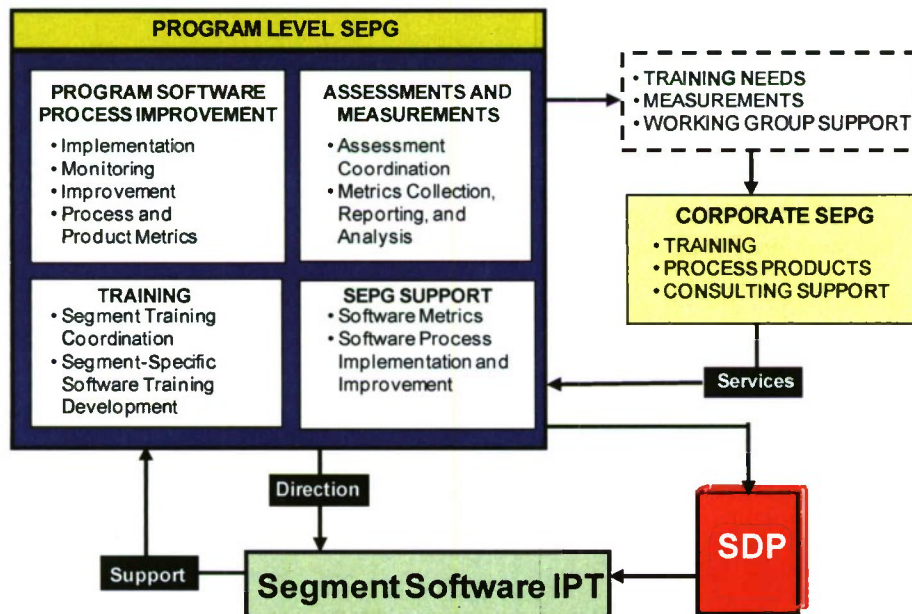 PROGRAM LEVEL SEPG
PROGRAM SOFTWARE
PROCESS IMPROVEMENT
• Implementation
• Monitoring
• Improvement
• Process and
Product Metrics
ASSESSMENTS AND
MEASUREMENTS
• Assessment
Coordination
• Metrics Collection,
Reporting, and
Analysis
TRAINING
• Segment Training
Coordination
• Segment-Specific
Software Training
Development
SEPG SUPPORT
• Software Metrics
• Software Process
Implementation and
Improvement
• TRAINING NEEDS
• MEASUREMENTS
• WORKING GROUP SUPPORT
CORPORATE SEPG
• TRAINING
• PROCESS PRODUCTS
• CONSULTING SUPPORT
Services
Direction
SDP
Support
Segment Software IPT